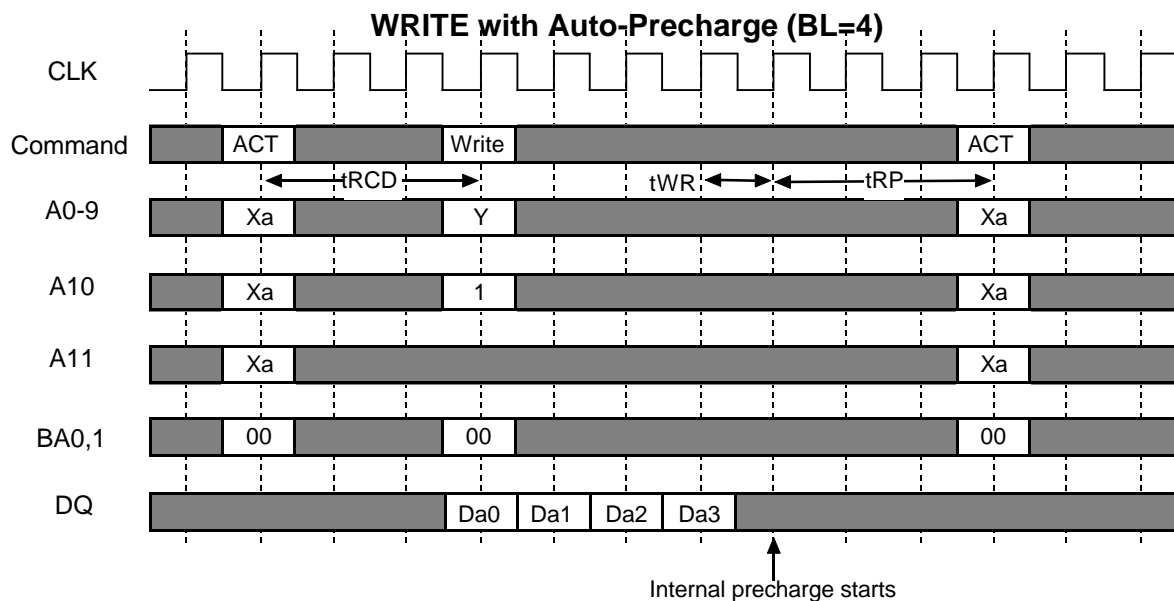 WRITE with Auto-Precharge (BL=4)
CLK
Command ACT Write ACT
tRCD tWR tRP
A0-9 Xa Y Xa
A10 Xa 1 Xa
A11 Xa Xa
BA0,1 00 00 00
DQ Da0 Da1 Da2 Da3
Internal precharge starts